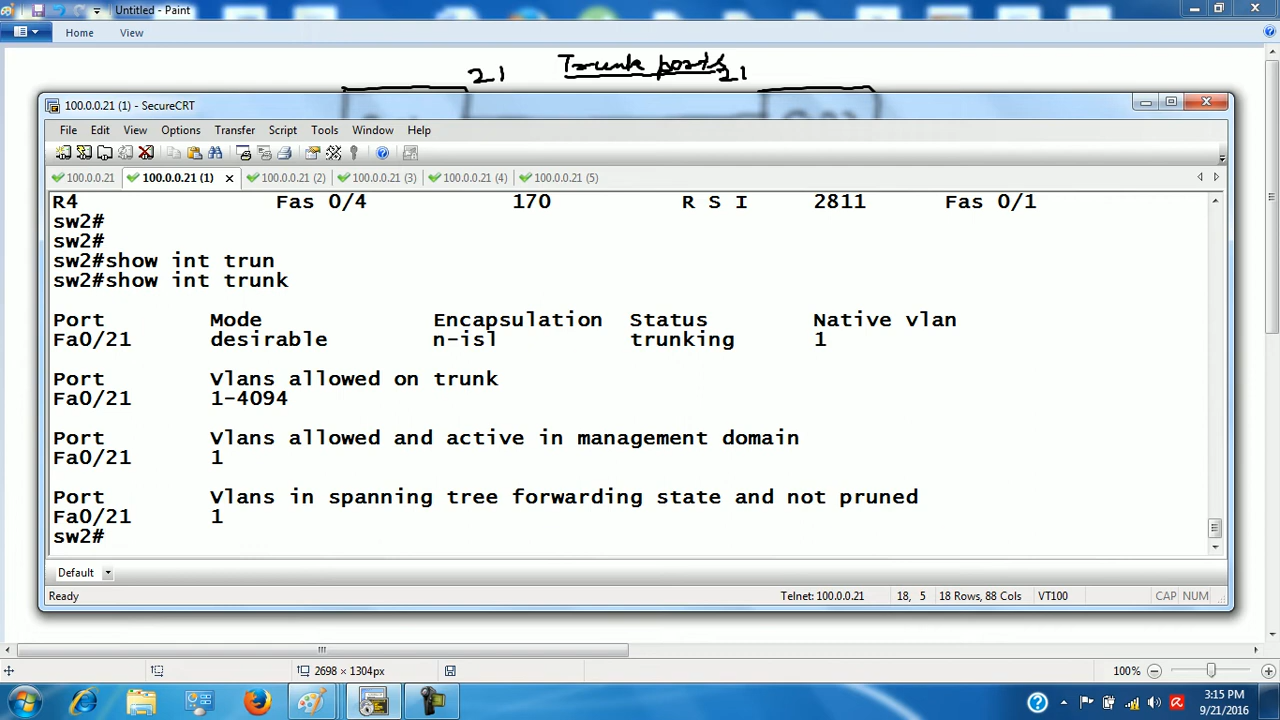 Untitled - Paint
Home View
Trunk ports
21 21
100.0.0.21 (1) - SecureCRT
File Edit View Options Transfer Script Tools Window Help
100.0.0.21 100.0.0.21 (1) 100.0.0.21 (2) 100.0.0.21 (3) 100.0.0.21 (4) 100.0.0.21 (5)
R4 Fas 0/4 170 R S I 2811 Fas 0/1
sw2#
sw2#
sw2#show int trun
sw2#show int trunk
Port Mode Encapsulation Status Native vlan
Fa0/21 desirable n-isl trunking 1
Port Vlans allowed on trunk
Fa0/21 1-4094
Port Vlans allowed and active in management domain
Fa0/21 1
Port Vlans in spanning tree forwarding state and not pruned
Fa0/21 1
sw2#
Default
Ready Telnet: 100.0.0.21 18, 5 18 Rows, 88 Cols VT100 CAP NUM
2698 × 1304px 100%
3:15 PM
9/21/2016